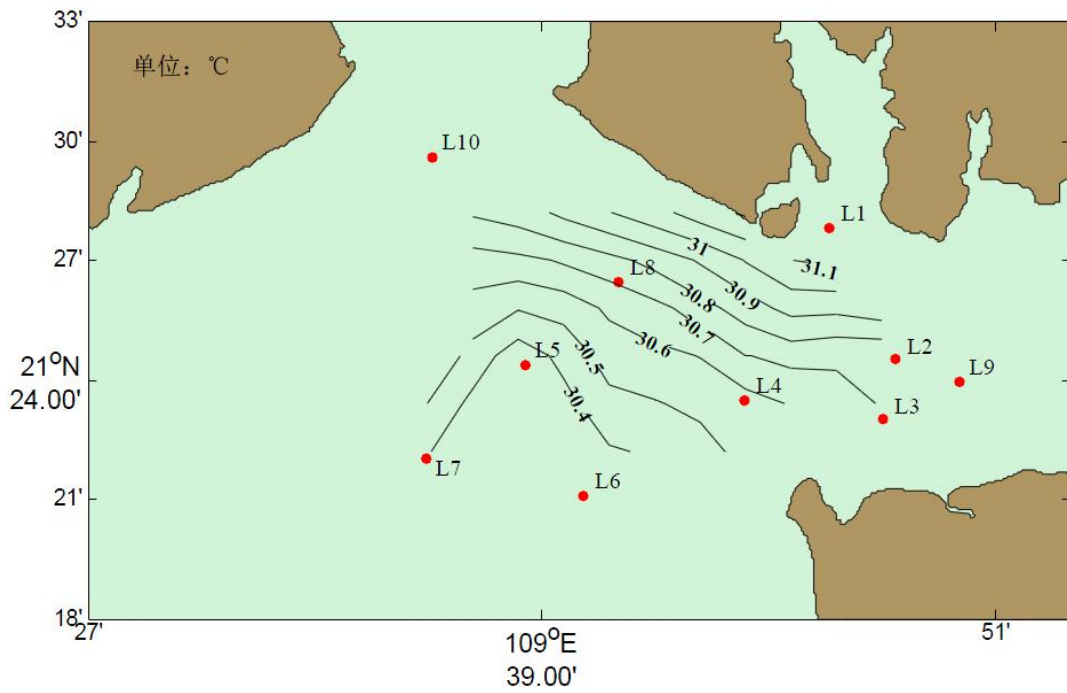 33'
单位：℃
30'
L10
L1
27'
31
31.1
L8
30.8
30.9
30.7
30.6
L2
L5
30.5
21°N
24.00'
L9
L4
30.4
L3
L7
L6
21'
18'
27'
109°E
39.00'
51'